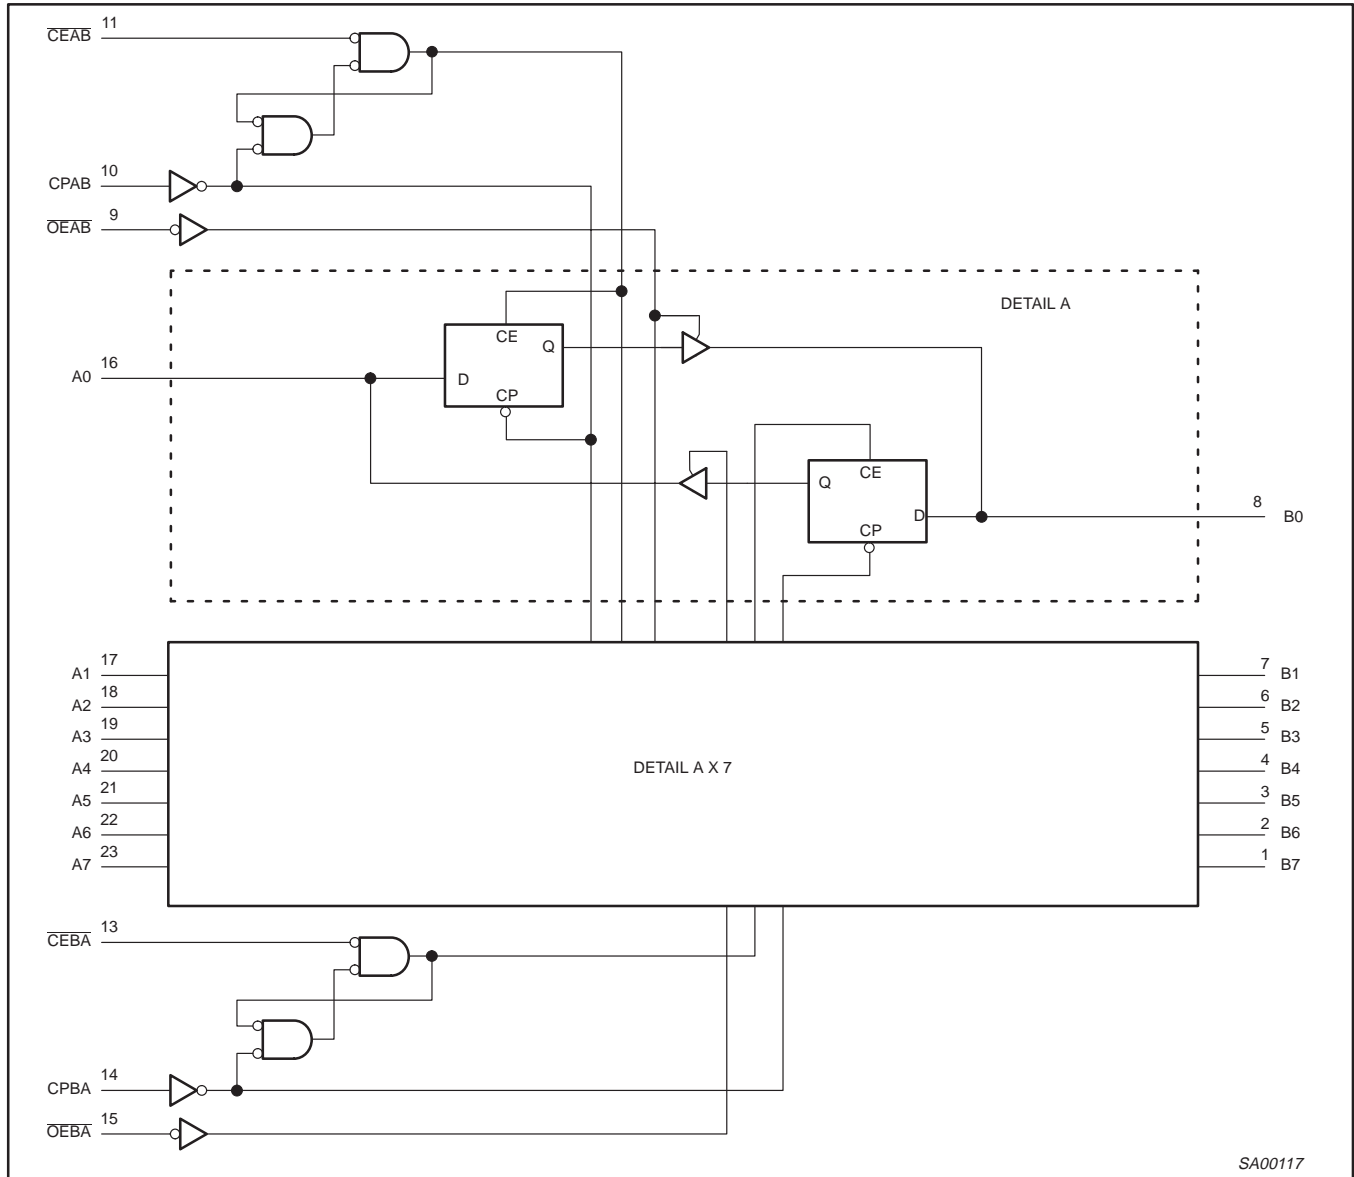 CEAB 11
CPAB 10
OEAB 9
DETAIL A
CE
Q
D
CP
A0 16
CE
Q
D
CP
8 B0
A1 17
A2 18
A3 19
A4 20
A5 21
A6 22
A7 23
DETAIL A X 7
7 B1
6 B2
5 B3
4 B4
3 B5
2 B6
1 B7
CEBA 13
CPBA 14
OEBA 15
SA00117